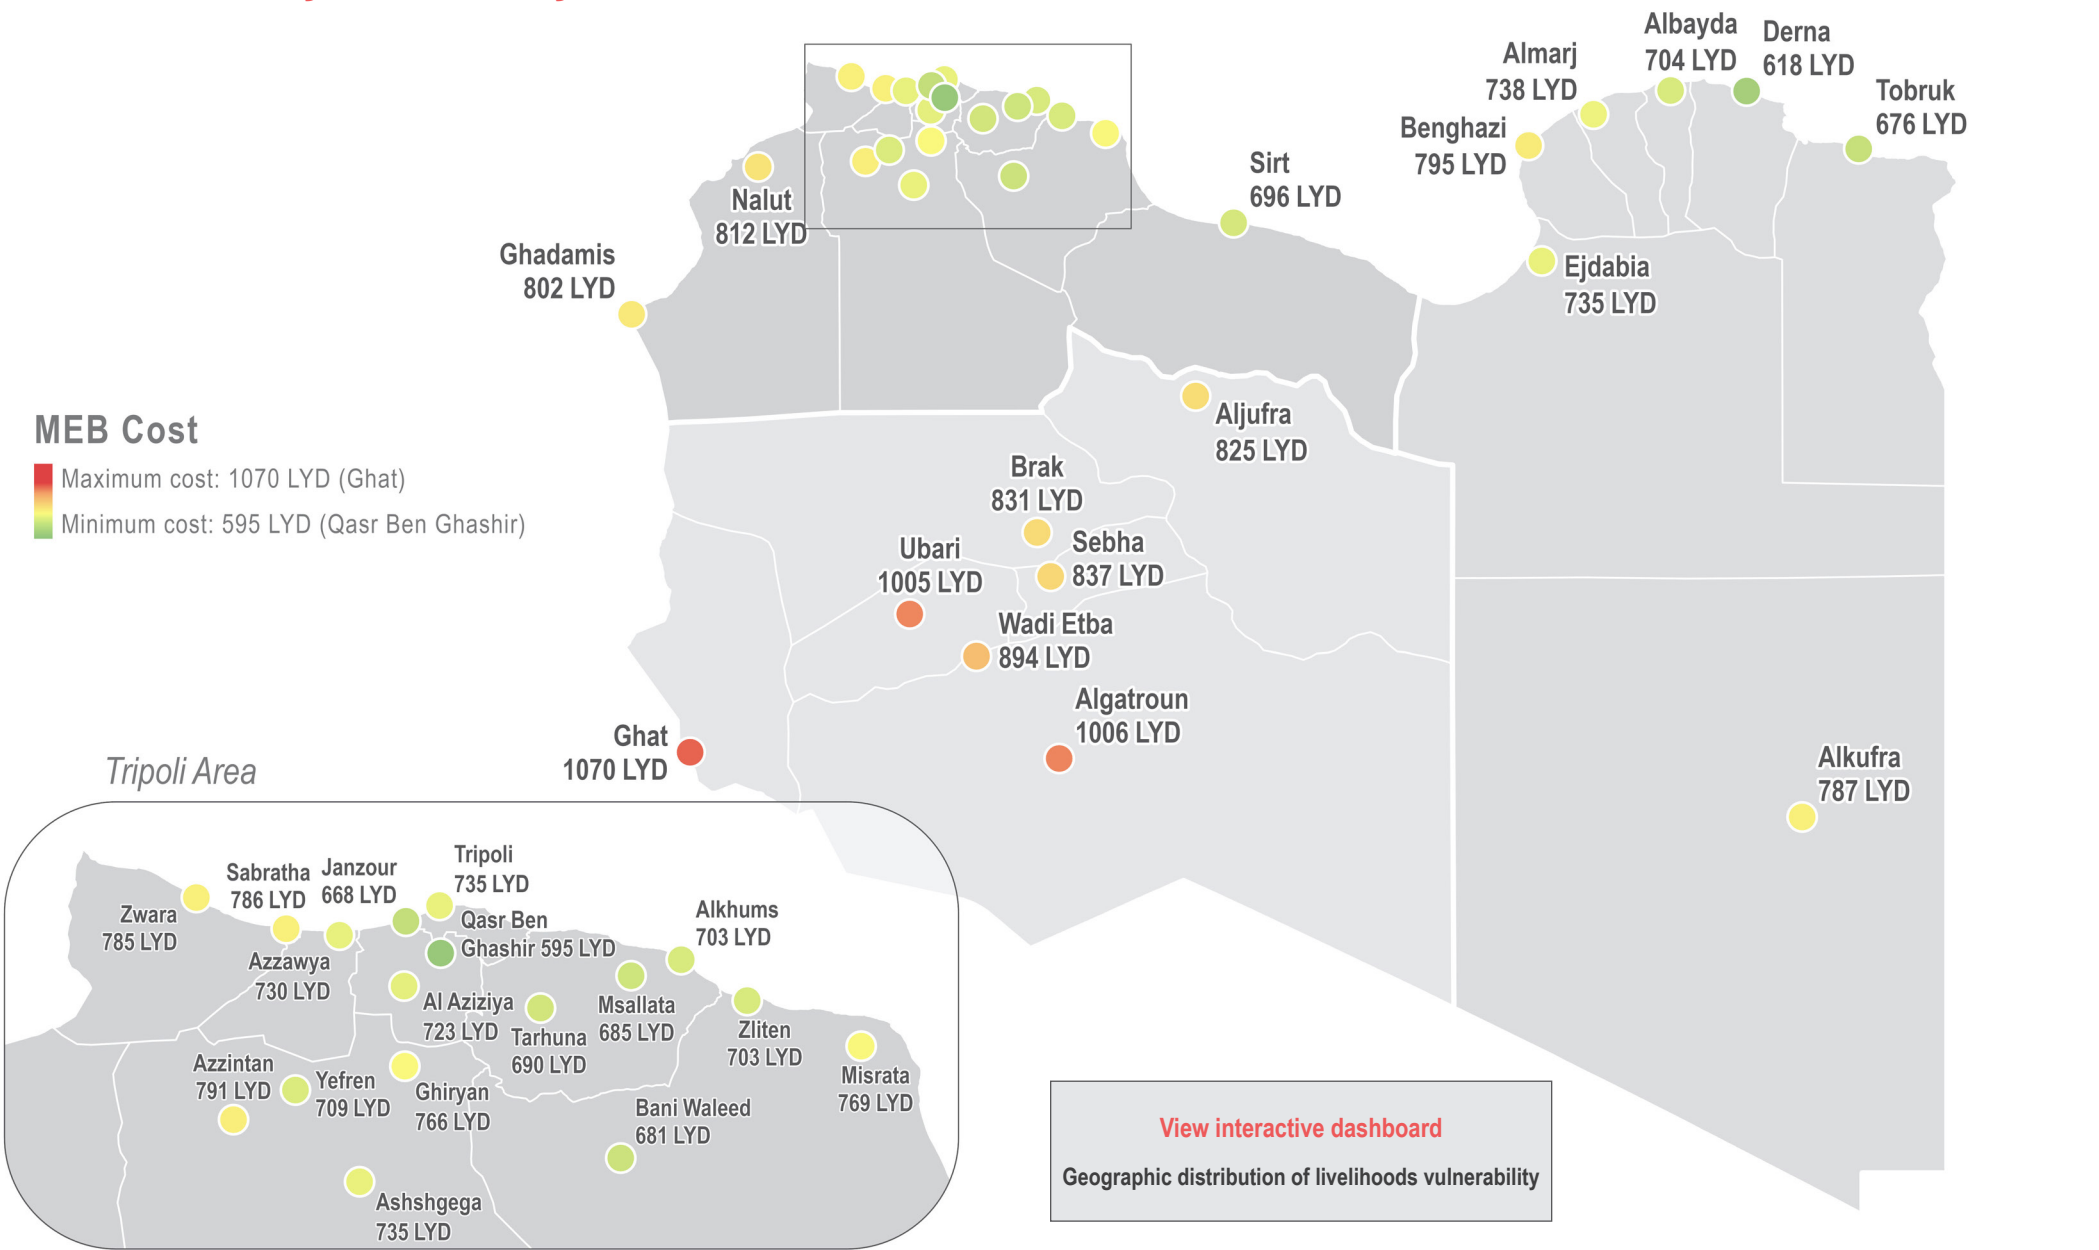 Albayda
704 LYD
Derna
618 LYD
Almarj
738 LYD
Tobruk
676 LYD
Benghazi
795 LYD
Sirt
696 LYD
Nalut
812 LYD
Ghadamis
802 LYD
Ejdabia
735 LYD
MEB Cost
Maximum cost: 1070 LYD (Ghat)
Minimum cost: 595 LYD (Qasr Ben Ghashir)
Aljufra
825 LYD
Brak
831 LYD
Sebha
837 LYD
Ubari
1005 LYD
Wadi Etba
894 LYD
Algatroun
1006 LYD
Ghat
1070 LYD
Alkufra
787 LYD
Tripoli Area
Tripoli
735 LYD
Janzour
668 LYD
Sabratha
786 LYD
Zwara
785 LYD
Qasr Ben
Ghashir 595 LYD
Alkhums
703 LYD
Azzawya
730 LYD
Al Aziziya
723 LYD
Tarhuna
690 LYD
Msallata
685 LYD
Zliten
703 LYD
Misrata
769 LYD
Azzintan
791 LYD
Yefren
709 LYD
Ghiryan
766 LYD
Bani Waleed
681 LYD
Ashshgega
735 LYD
View interactive dashboard
Geographic distribution of livelihoods vulnerability